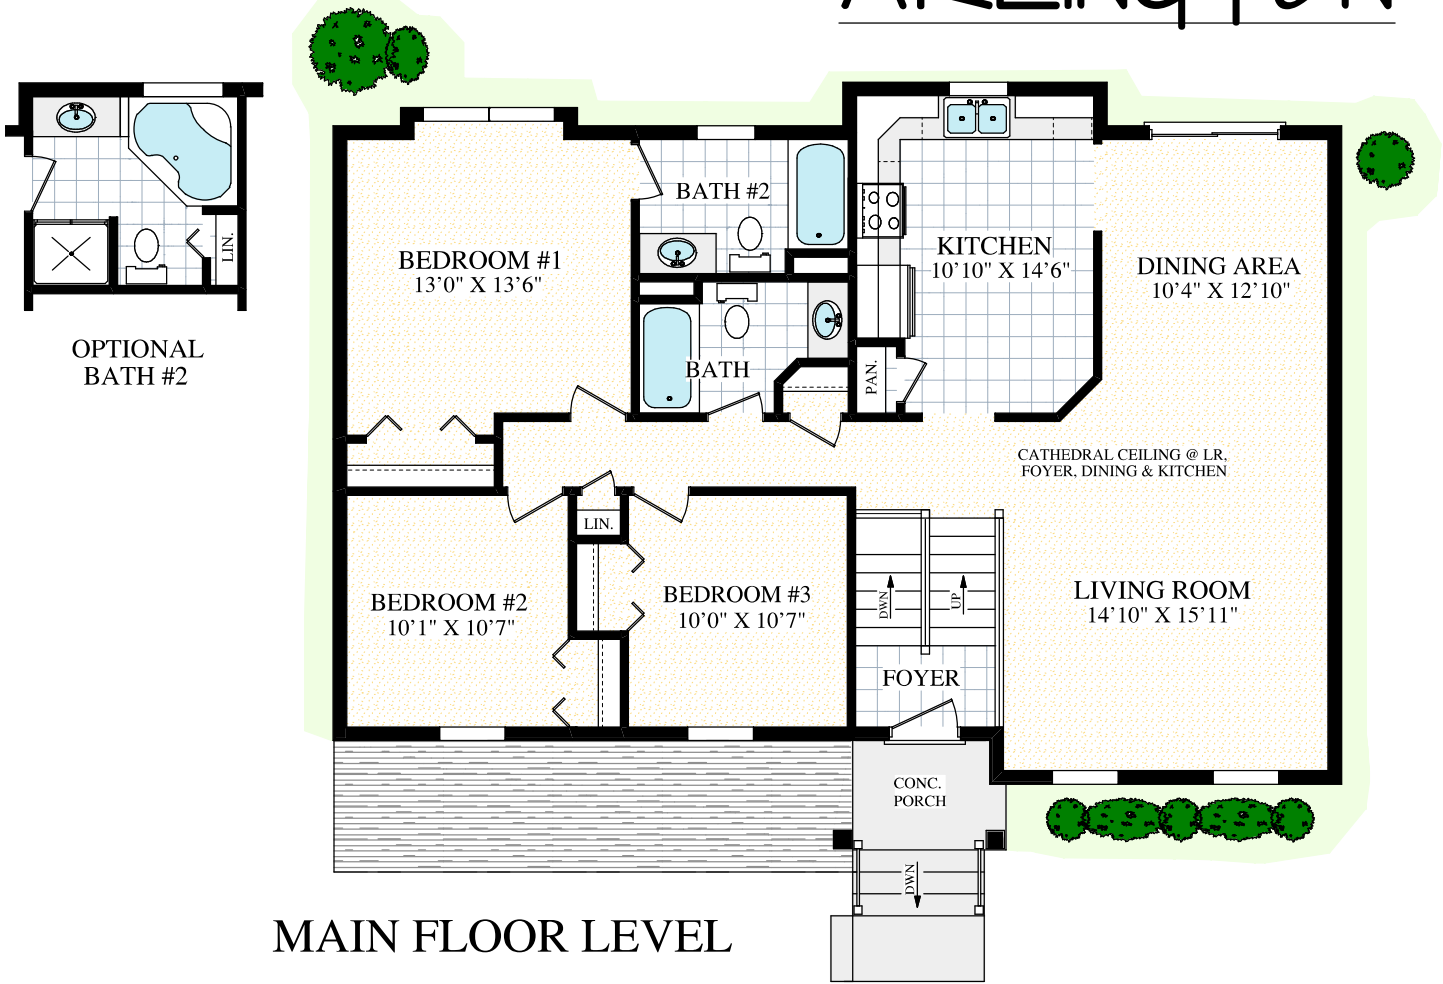 ARLINGTON
BATH #2
BEDROOM #1
13'0" X 13'6"
KITCHEN
10'10" X 14'6"
DINING AREA
10'4" X 12'10"
LIN.
OPTIONAL
BATH #2
BATH
PAN.
CATHEDRAL CEILING @ LR,
FOYER, DINING & KITCHEN
LIN.
BEDROOM #2
10'1" X 10'7"
BEDROOM #3
10'0" X 10'7"
DWN
UP
LIVING ROOM
14'10" X 15'11"
FOYER
CONC.
PORCH
DWN
MAIN FLOOR LEVEL